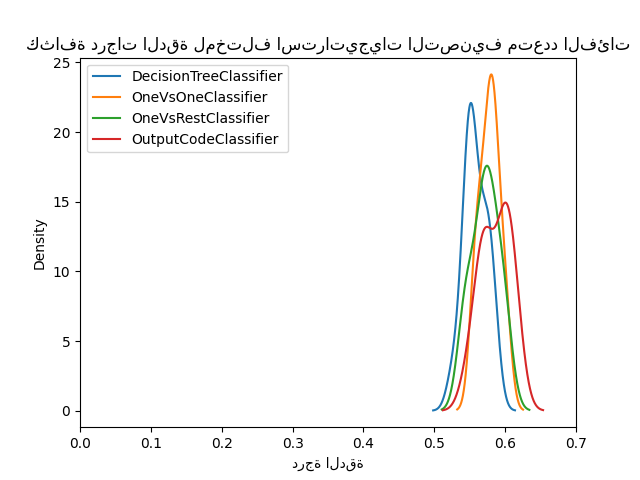 كثافة درجات الدقة لمختلف استراتيجيات التصنيف متعدد الفئات
25
20
15
10
5
0
Density
DecisionTreeClassifier
OneVsOneClassifier
OneVsRestClassifier
OutputCodeClassifier
0.0 0.1 0.2 0.3 0.4 0.5 0.6 0.7
درجة الدقة